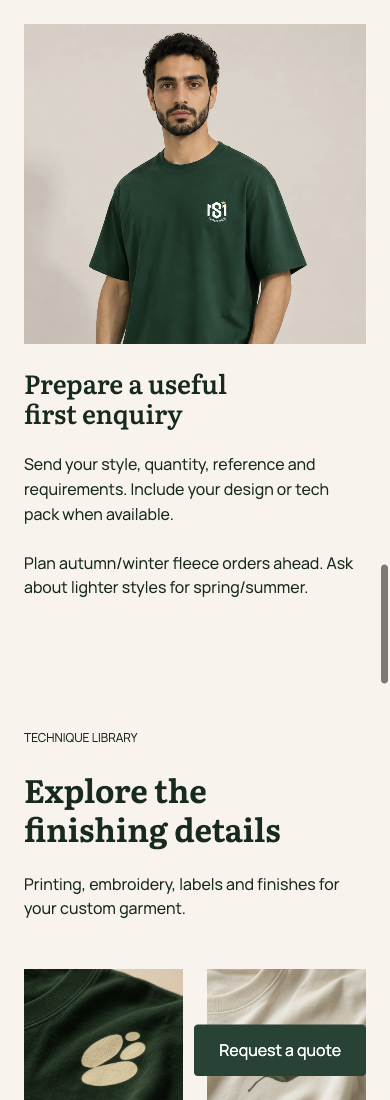 Prepare a useful
first enquiry
Send your style, quantity, reference and
requirements. Include your design or tech
pack when available.
Plan autumn/winter fleece orders ahead. Ask
about lighter styles for spring/summer.
TECHNIQUE LIBRARY
Explore the
finishing details
Printing, embroidery, labels and finishes for
your custom garment.
Request a quote